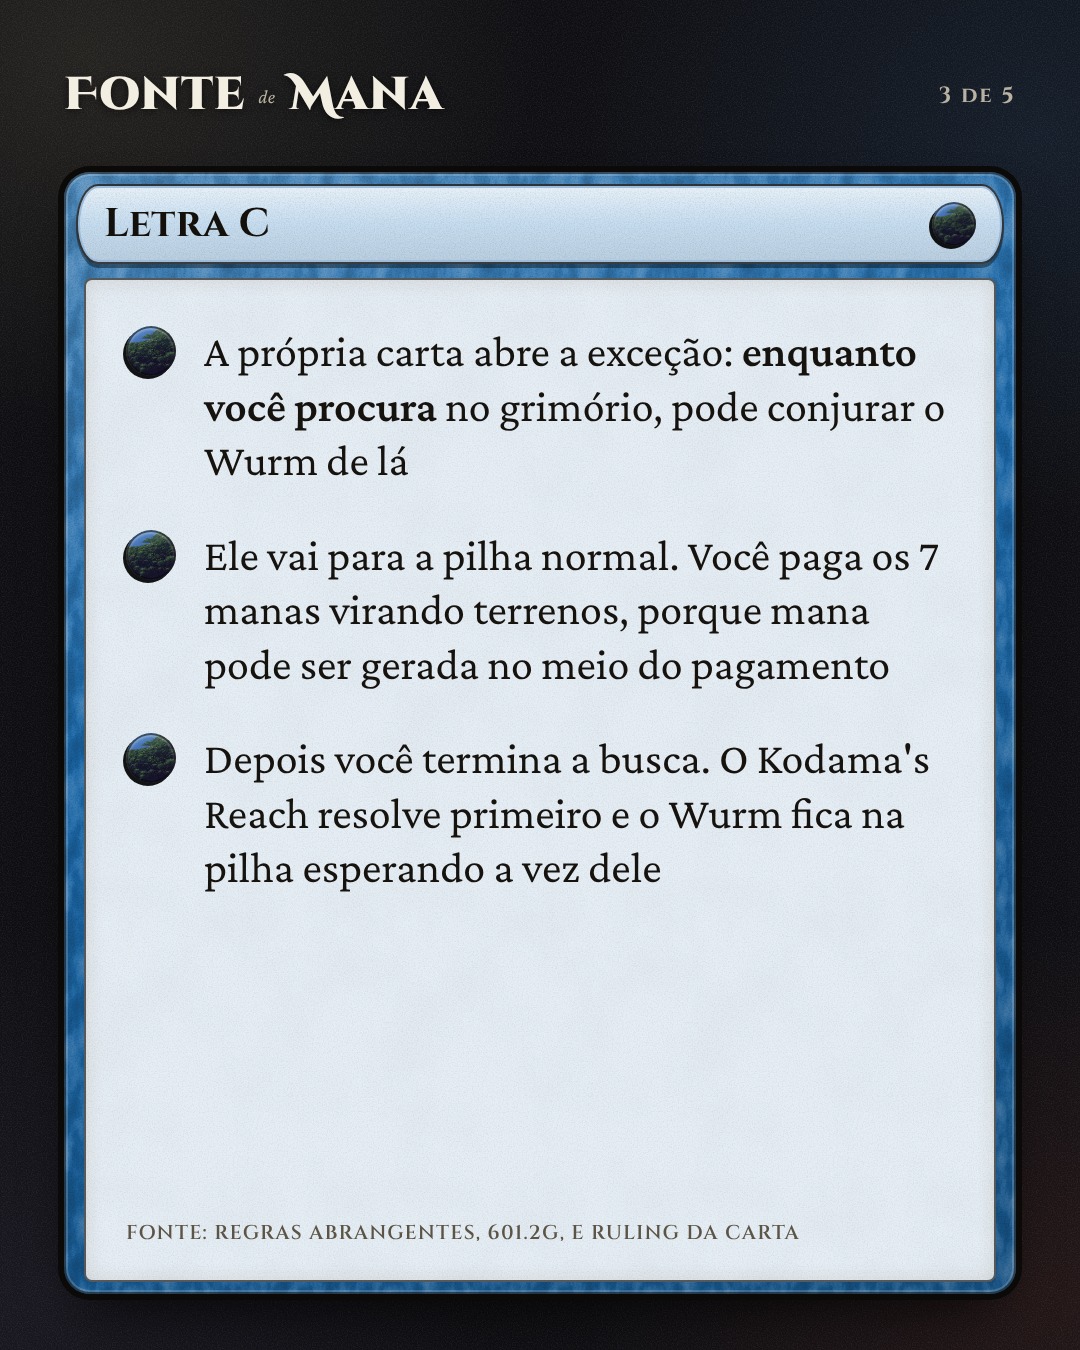 Fonte de Mana
3 de 5
Letra C
A própria carta abre a exceção: enquanto
você procura no grimório, pode conjurar o
Wurm de lá
Ele vai para a pilha normal. Você paga os 7
manas virando terrenos, porque mana
pode ser gerada no meio do pagamento
Depois você termina a busca. O Kodama's
Reach resolve primeiro e o Wurm fica na
pilha esperando a vez dele
FONTE: REGRAS ABRANGENTES, 601.2G, E RULING DA CARTA